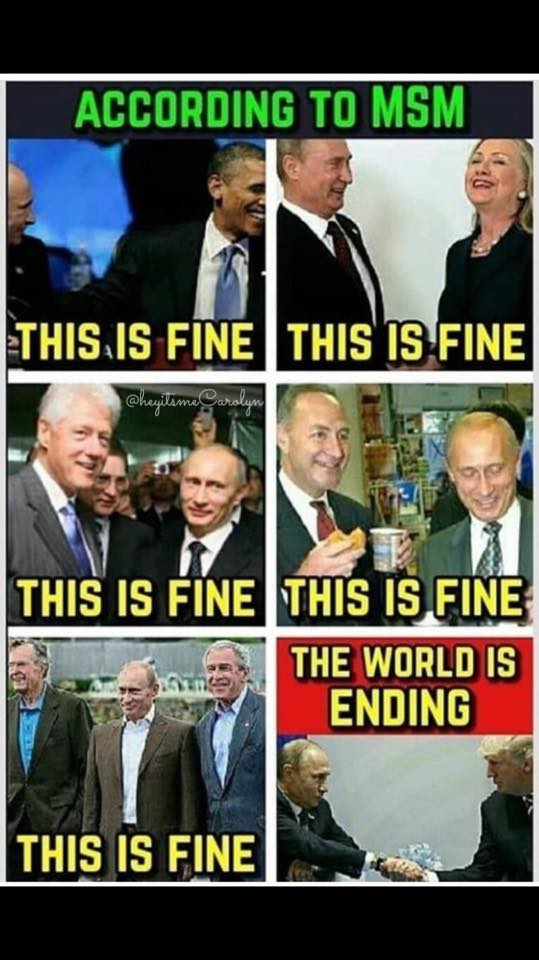 ACCORDING TO MSM
THIS IS FINE
THIS IS FINE
@heyitsmeCarolyn
THIS IS FINE
THIS IS FINE
THIS IS FINE
THE WORLD IS
ENDING